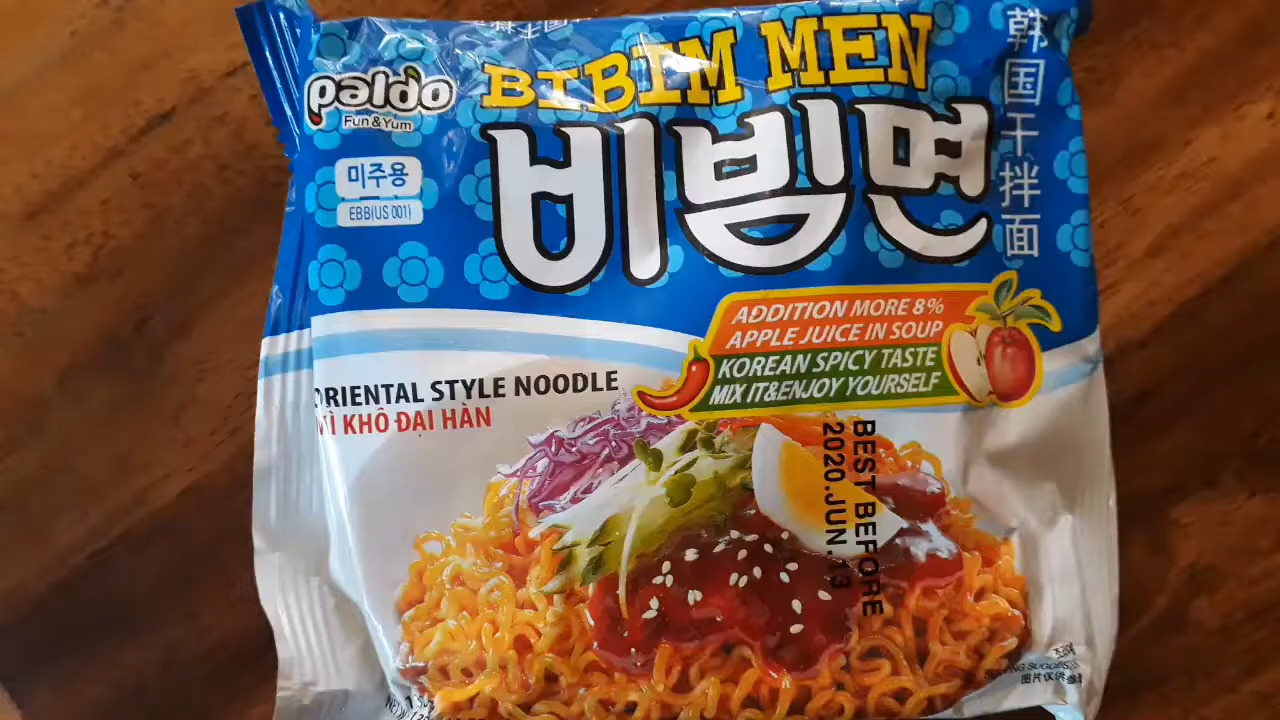 paldo
Fun & Yum
미주용
EBB(US 001)
BIBIM MEN
비빔면
韩国干拌面
ADDITION MORE 8%
APPLE JUICE IN SOUP
KOREAN SPICY TASTE
MIX IT&ENJOY YOURSELF
ORIENTAL STYLE NOODLE
MÌ KHÔ ĐẠI HÀN
BEST BEFORE
2020.JUN.13